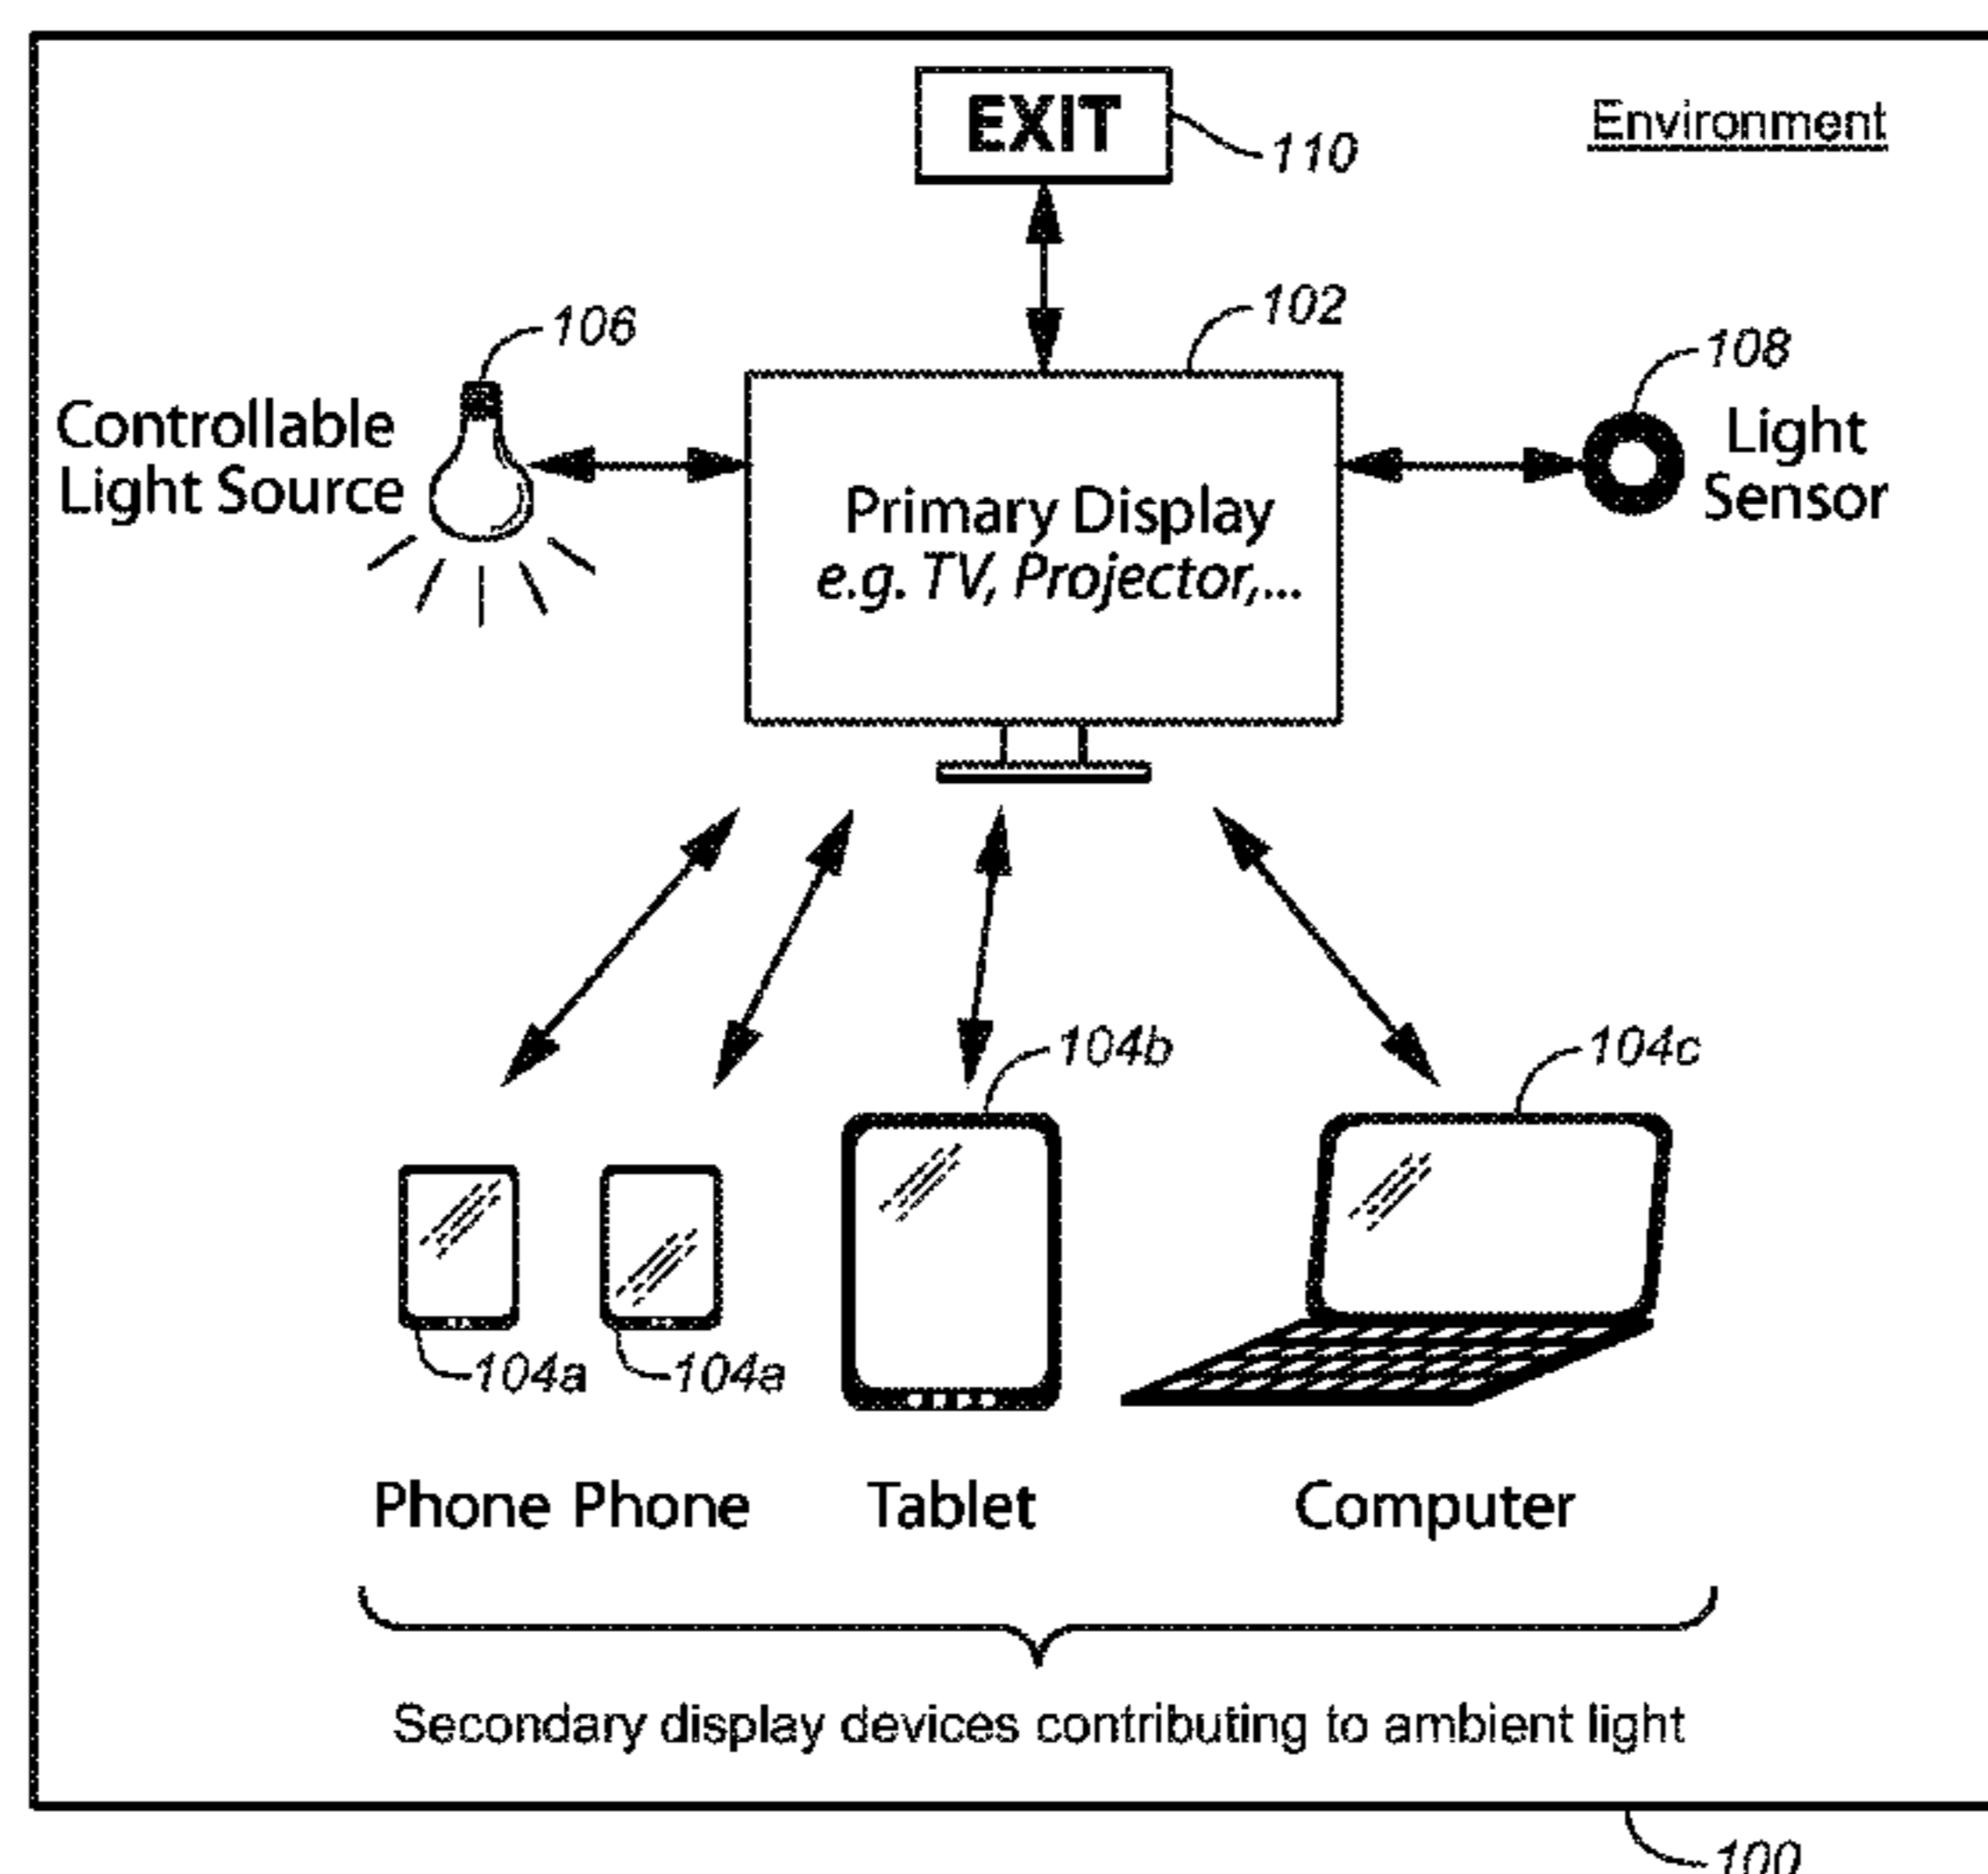 EXIT
Environment
110
102
106
108
Controllable
Light Source
Light
Sensor
Primary Display
e.g. TV, Projector,...
104b
104c
104a
104a
Phone Phone Tablet Computer
Secondary display devices contributing to ambient light
100